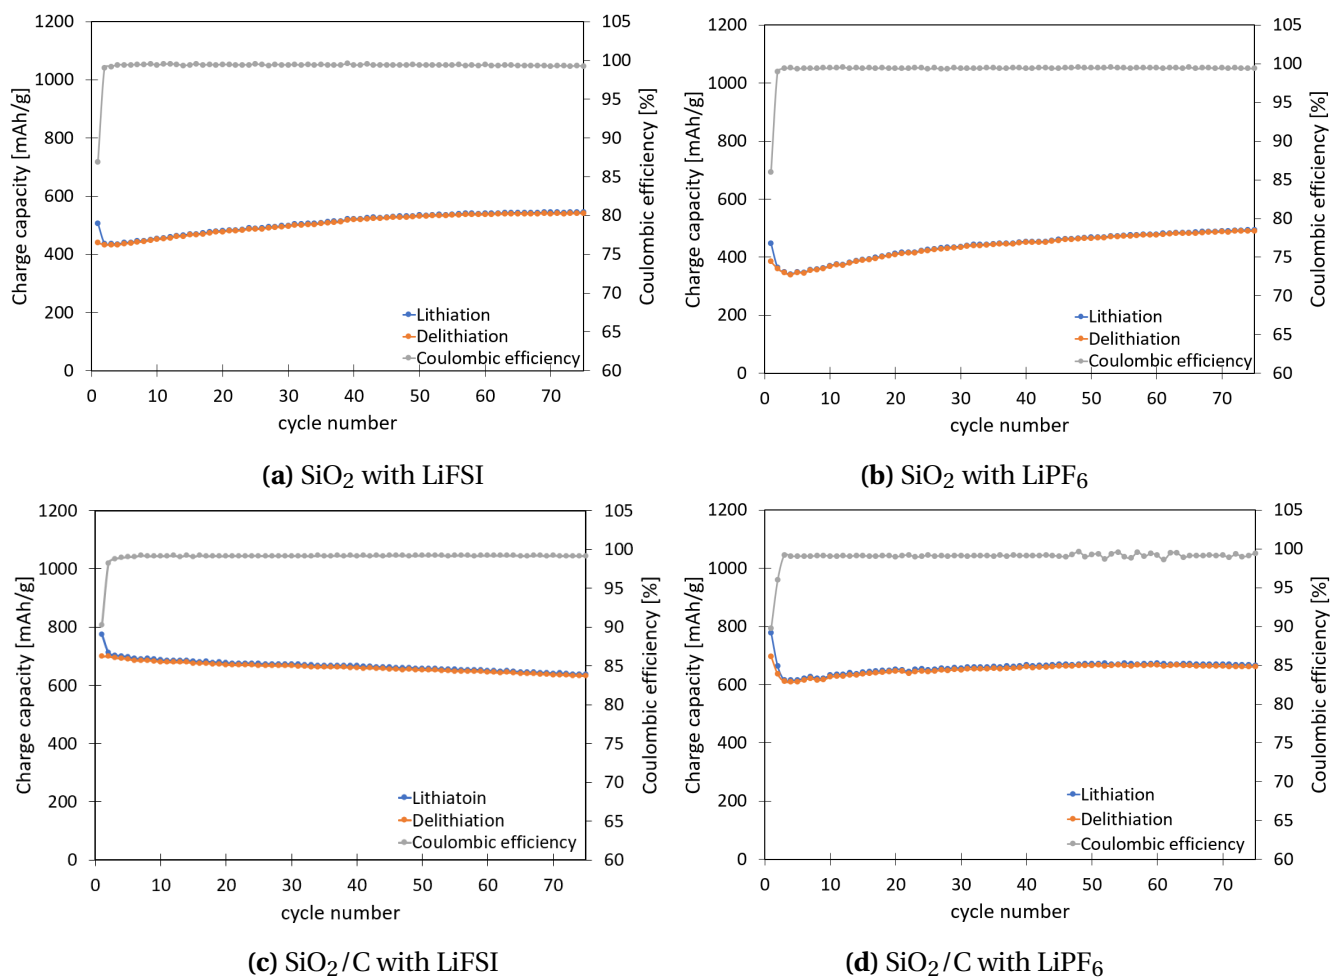 1200
1000
800
600
400
200
0
Charge capacity [mAh/g]
105
100
95
90
85
80
75
70
65
60
Coulombic efficiency [%]
Lithiation
Delithiation
Coulombic efficiency
0 10 20 30 40 50 60 70
cycle number
(a) SiO2 with LiFSI
1200
1000
800
600
400
200
0
Charge capacity [mAh/g]
105
100
95
90
85
80
75
70
65
60
Coulombic efficiency [%]
Lithiation
Delithiation
Coulombic efficiency
0 10 20 30 40 50 60 70
cycle number
(b) SiO2 with LiPF6
1200
1000
800
600
400
200
0
Charge capacity [mAh/g]
105
100
95
90
85
80
75
70
65
60
Coulombic efficiency [%]
Lithiatoin
Delithiation
Coulombic efficiency
0 10 20 30 40 50 60 70
cycle number
(c) SiO2/C with LiFSI
1200
1000
800
600
400
200
0
Charge capacity [mAh/g]
105
100
95
90
85
80
75
70
65
60
Coulombic efficiency [%]
Lithiation
Delithiation
Coulombic efficiency
0 10 20 30 40 50 60 70
cycle number
(d) SiO2/C with LiPF6